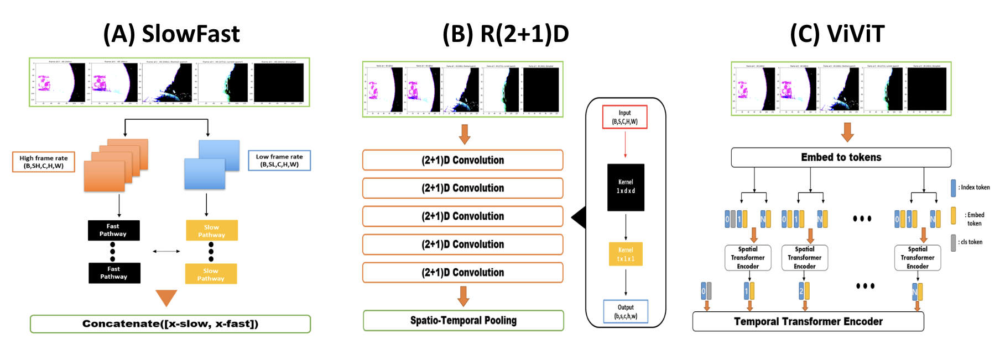 (A) SlowFast
High frame rate
(B,SH,C,H,W)
Low frame rate
(B,SL,C,H,W)
Fast
Pathway
Slow
Pathway
Fast
Pathway
Slow
Pathway
Concatenate([x-slow, x-fast])
(B) R(2+1)D
(2+1)D Convolution
(2+1)D Convolution
(2+1)D Convolution
(2+1)D Convolution
(2+1)D Convolution
Spatio-Temporal Pooling
Input
(B,S,C,H,W)
Kernel
1 x d x d
Kernel
t x 1 x 1
Output
(b,s,c,h,w)
(C) ViViT
Embed to tokens
: Index token
: Embed
token
: cls token
0 1 N 0 1 N 0 1 N
Spatial
Transformer
Encoder
Spatial
Transformer
Encoder
Spatial
Transformer
Encoder
0 1 2 N
Temporal Transformer Encoder